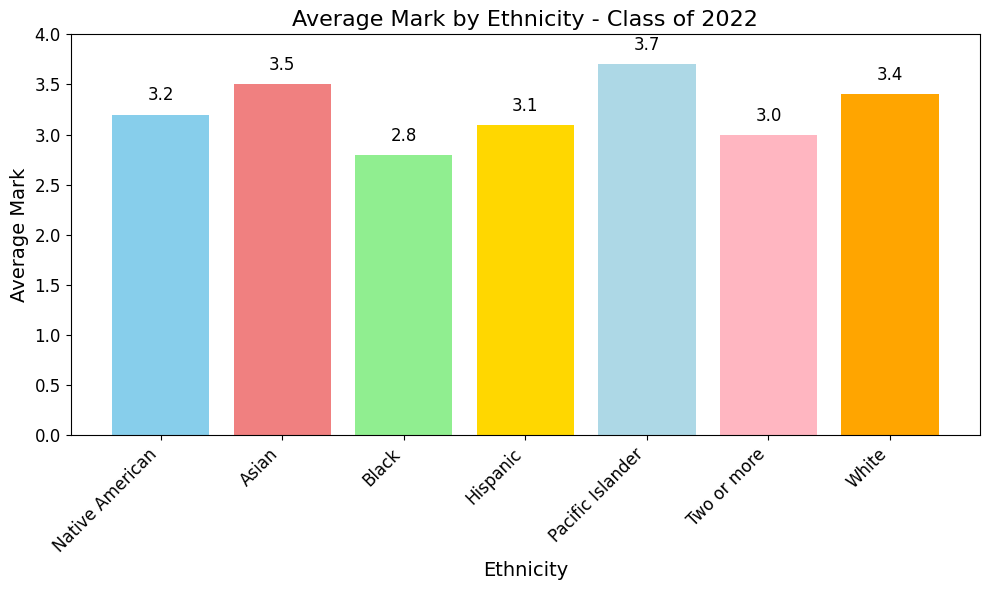 Average Mark by Ethnicity - Class of 2022
Average Mark
4.0
3.5
3.0
2.5
2.0
1.5
1.0
0.5
0.0
3.2
3.5
2.8
3.1
3.7
3.0
3.4
Native American
Asian
Black
Hispanic
Pacific Islander
Two or more
White
Ethnicity